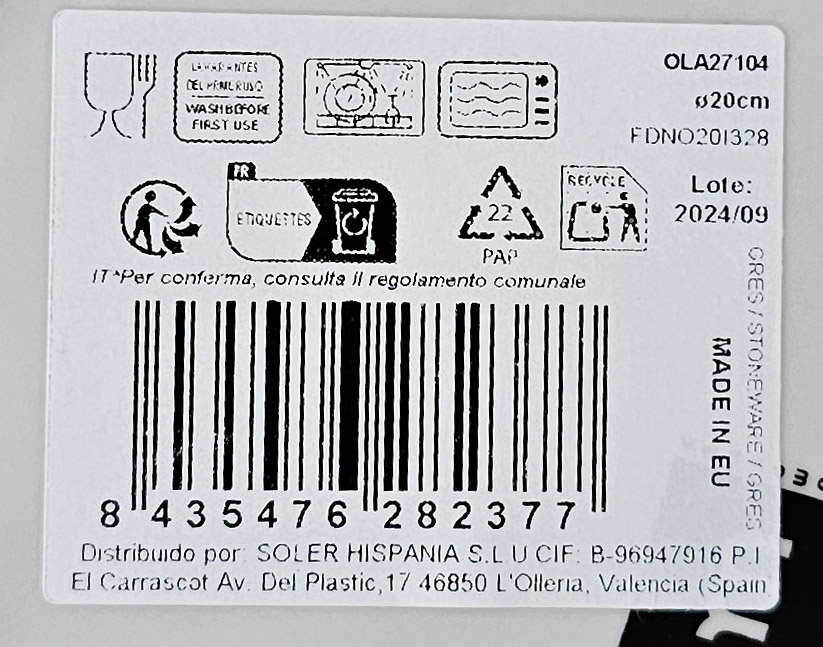 LAVAR ANTES
DEL PRIMER USO
WASH BEFORE
FIRST USE
OLA27104
ø20cm
FDNO201328
Lote:
2024/09
FR
ETIQUETTES
22
PAP
RECYCLE
IT*Per conferma, consulta il regolamento comunale
GRES / STONEWARE / GRES
MADE IN EU
8 435476 282377
Distribuido por: SOLER HISPANIA S.L.U CIF: B-96947916 P.I.
El Carrascot Av. Del Plastic,17 46850 L'Olleria, Valencia (Spain